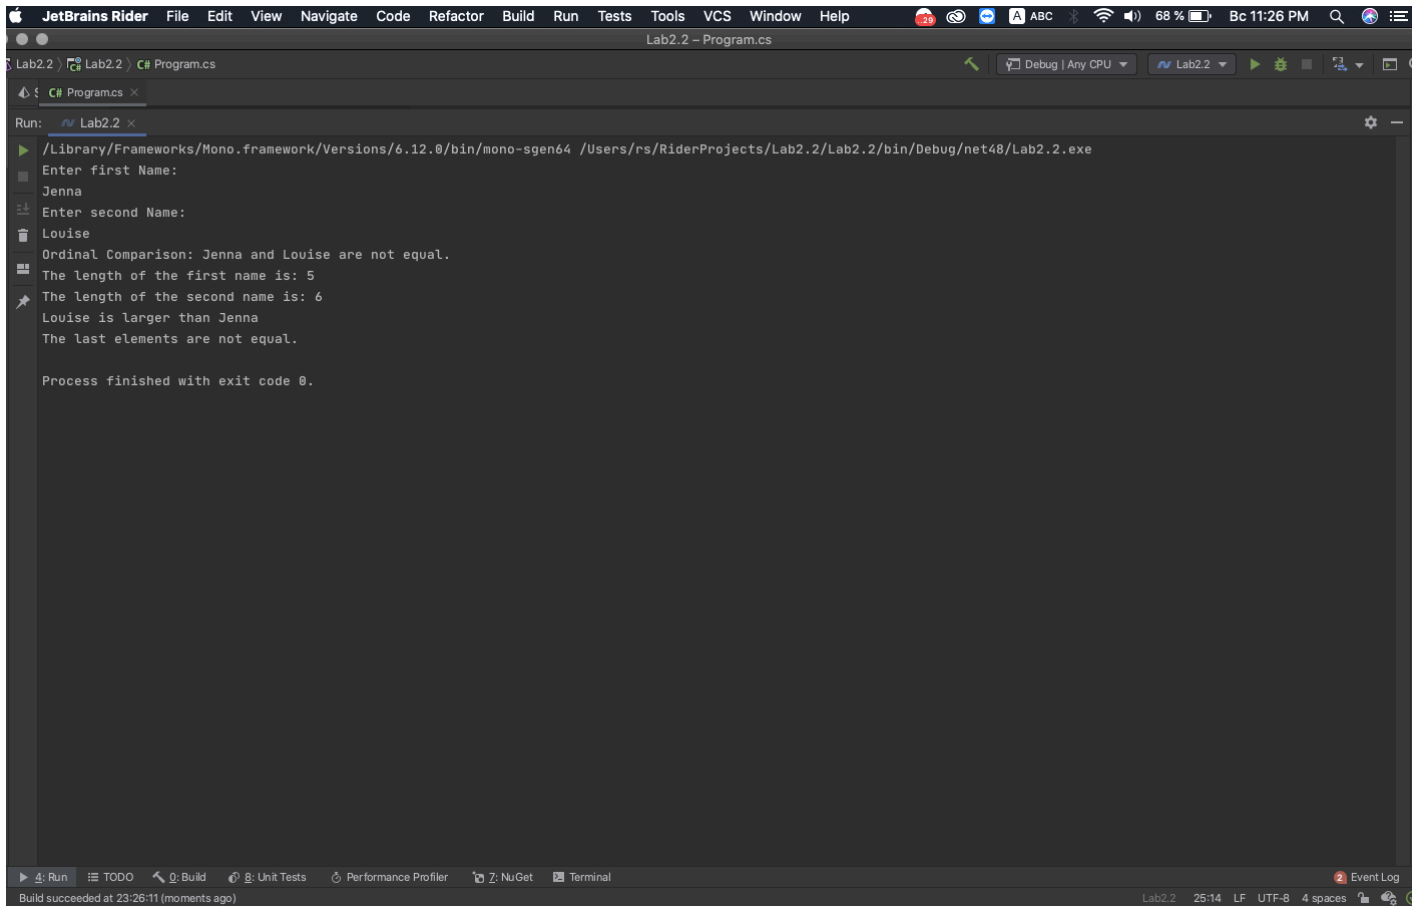 JetBrains Rider File Edit View Navigate Code Refactor Build Run Tests Tools VCS Window Help 29 A ABC 68 % Вс 11:26 PM
Lab2.2 – Program.cs
Lab2.2 Lab2.2 C# Program.cs Debug | Any CPU Lab2.2
C# Program.cs
Run: Lab2.2
/Library/Frameworks/Mono.framework/Versions/6.12.0/bin/mono-sgen64 /Users/rs/RiderProjects/Lab2.2/Lab2.2/bin/Debug/net48/Lab2.2.exe
Enter first Name:
Jenna
Enter second Name:
Louise
Ordinal Comparison: Jenna and Louise are not equal.
The length of the first name is: 5
The length of the second name is: 6
Louise is larger than Jenna
The last elements are not equal.
Process finished with exit code 0.
4: Run TODO 0: Build 8: Unit Tests Performance Profiler 7: NuGet Terminal 2 Event Log
Build succeeded at 23:26:11 (moments ago) Lab2.2 25:14 LF UTF-8 4 spaces